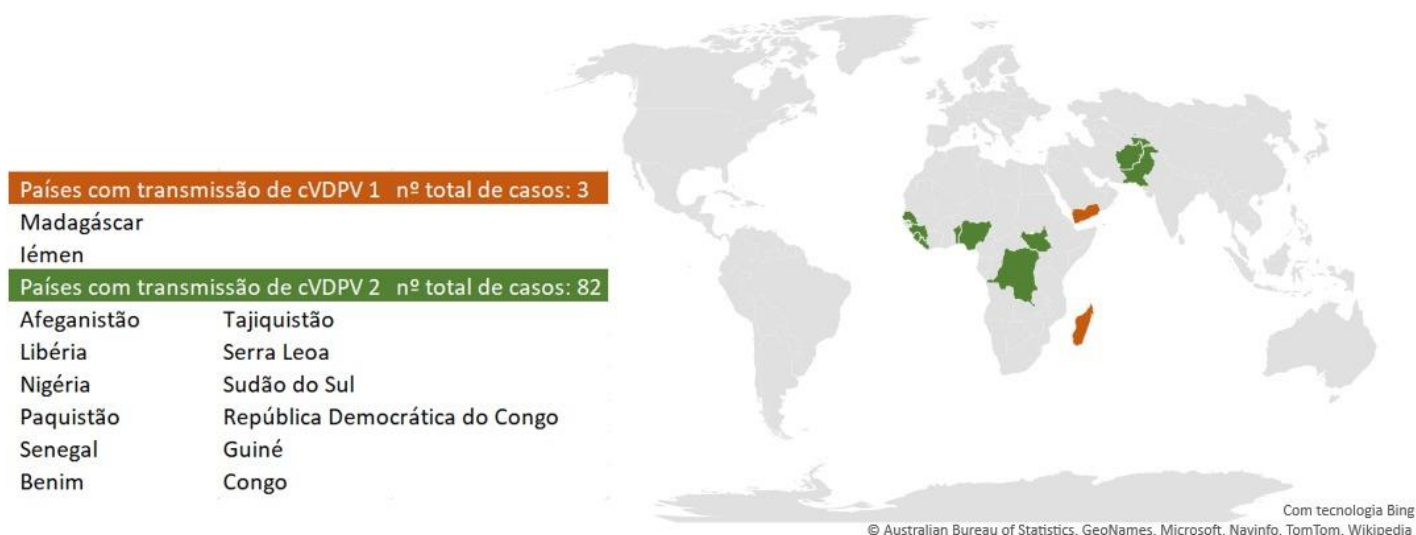 Países com transmissão de cVDPV 1 nº total de casos: 3
Madagáscar
Iémen
Países com transmissão de cVDPV 2 nº total de casos: 82
Afeganistão Tajiquistão
Libéria Serra Leoa
Nigéria Sudão do Sul
Paquistão República Democrática do Congo
Senegal Guiné
Benim Congo
Com tecnologia Bing
© Australian Bureau of Statistics, GeoNames, Microsoft, Navinfo, TomTom, Wikipedia